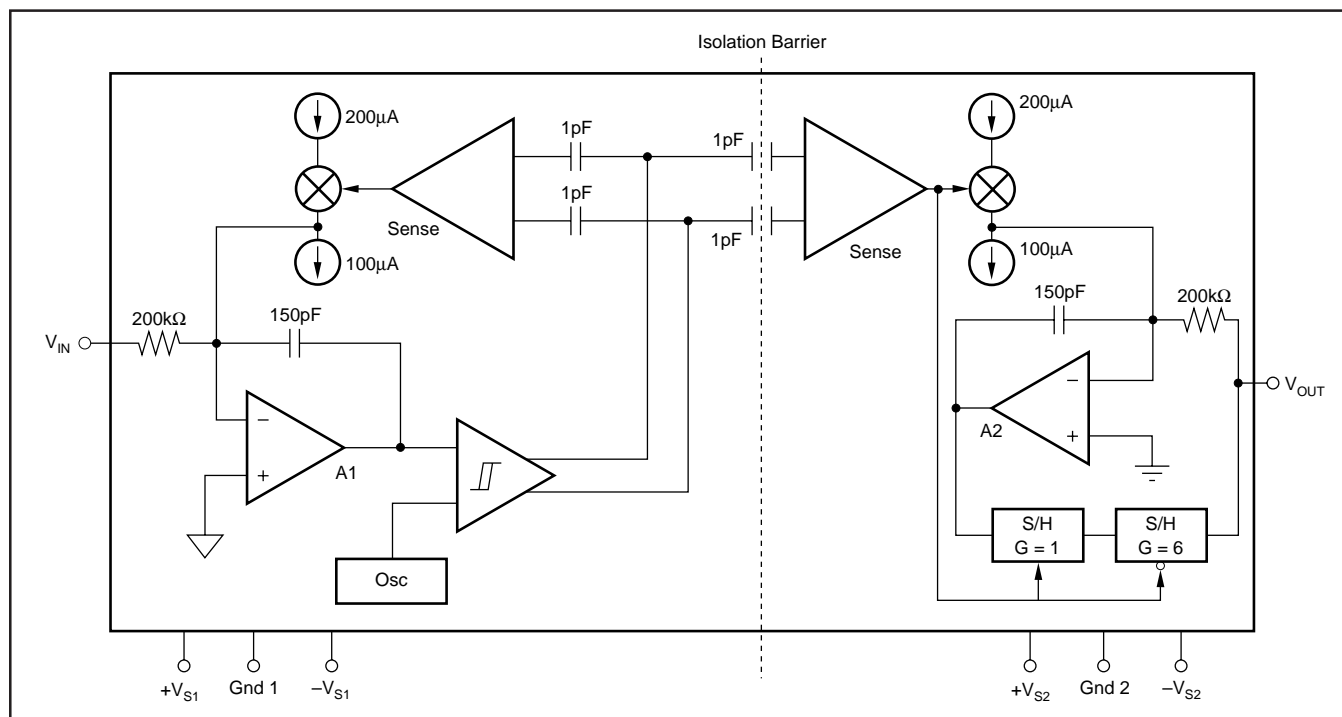 Isolation Barrier
200µA
1pF
1pF
200µA
1pF
1pF
Sense
Sense
100µA
100µA
150pF
200kΩ
150pF
200kΩ
V_IN
−
+
A1
−
+
A2
V_OUT
S/H
G = 1
S/H
G = 6
Osc
+V_S1
Gnd 1
–V_S1
+V_S2
Gnd 2
–V_S2